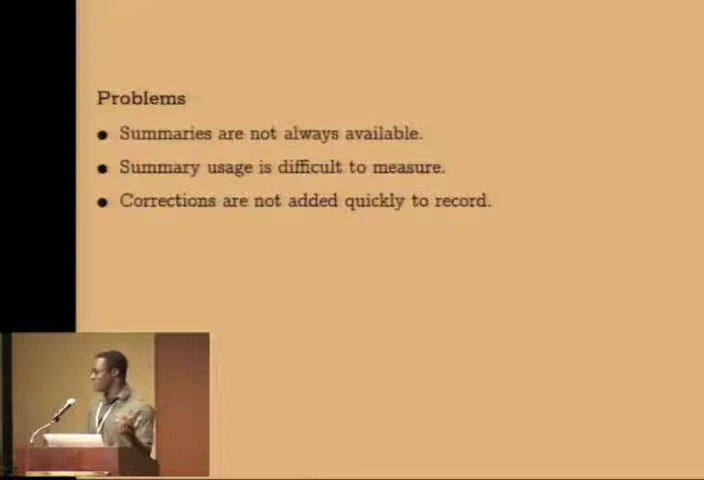 Problems
● Summaries are not always available.
● Summary usage is difficult to measure.
● Corrections are not added quickly to record.